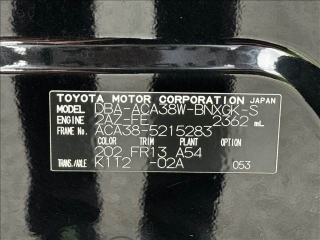 TOYOTA MOTOR CORPORATION JAPAN
MODEL DBA-ACA38W-BNXGK-S
ENGINE 2AZ-FE 2362 mL
FRAME No. ACA38-5215283
COLOR TRIM PLANT OPTION
202 FR13 A54
TRANS./AXLE K112 -02A 053